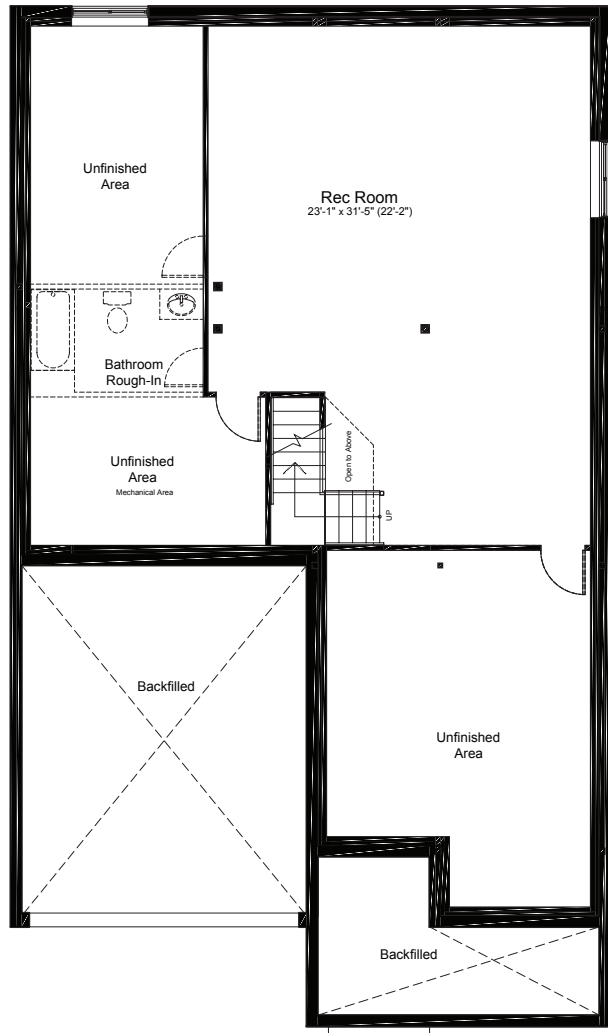 Unfinished
Area
Rec Room
23'-1" x 31'-5" (22'-2")
Bathroom
Rough-In
Unfinished
Area
Mechanical Area
Open to Above
UP
Backfilled
Unfinished
Area
Backfilled